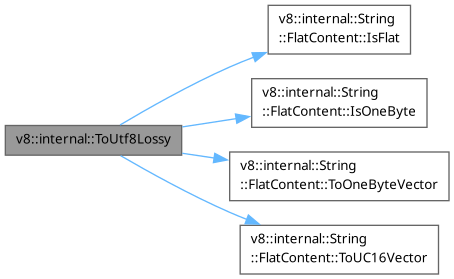 v8::internal::ToUtf8Lossy
v8::internal::String
::FlatContent::IsFlat
v8::internal::String
::FlatContent::IsOneByte
v8::internal::String
::FlatContent::ToOneByteVector
v8::internal::String
::FlatContent::ToUC16Vector